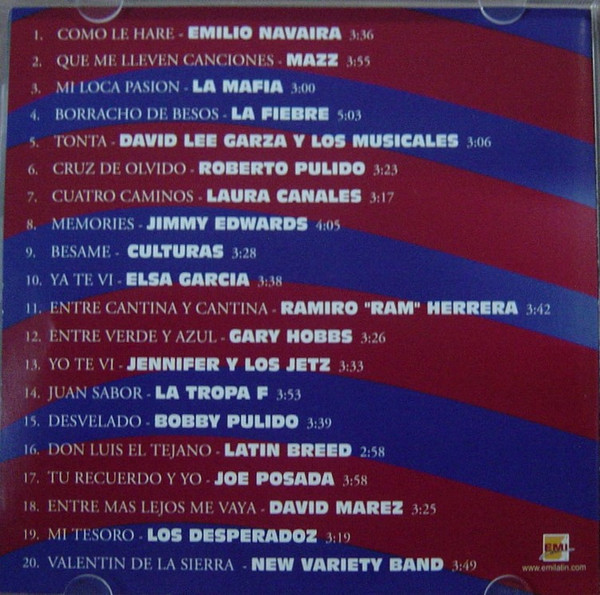 1. COMO LE HARE - EMILIO NAVAIRA 3:36
2. QUE ME LLEVEN CANCIONES - MAZZ 3:55
3. MI LOCA PASION - LA MAFIA 3:00
4. BORRACHO DE BESOS - LA FIEBRE 5:03
5. TONTA - DAVID LEE GARZA Y LOS MUSICALES 3:06
6. CRUZ DE OLVIDO - ROBERTO PULIDO 3:23
7. CUATRO CAMINOS - LAURA CANALES 3:17
8. MEMORIES - JIMMY EDWARDS 4:05
9. BESAME - CULTURAS 3:28
10. YA TE VI - ELSA GARCIA 3:38
11. ENTRE CANTINA Y CANTINA - RAMIRO "RAM" HERRERA 3:42
12. ENTRE VERDE Y AZUL - GARY HOBBS 3:26
13. YO TE VI - JENNIFER Y LOS JETZ 3:33
14. JUAN SABOR - LA TROPA F 3:53
15. DESVELADO - BOBBY PULIDO 3:39
16. DON LUIS EL TEJANO - LATIN BREED 2:58
17. TU RECUERDO Y YO - JOE POSADA 3:58
18. ENTRE MAS LEJOS ME VAYA - DAVID MAREZ 3:25
19. MI TESORO - LOS DESPERADOZ 3:19
20. VALENTIN DE LA SIERRA - NEW VARIETY BAND 3:49
EMI
www.emilatin.com